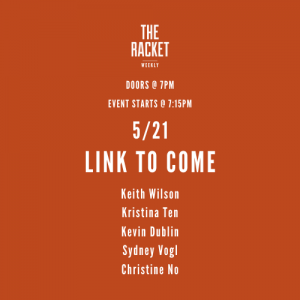 THE
RACKET
WEEKLY
DOORS @ 7PM
EVENT STARTS @ 7:15PM
5/21
LINK TO COME
Keith Wilson
Kristina Ten
Kevin Dublin
Sydney Vogl
Christine No